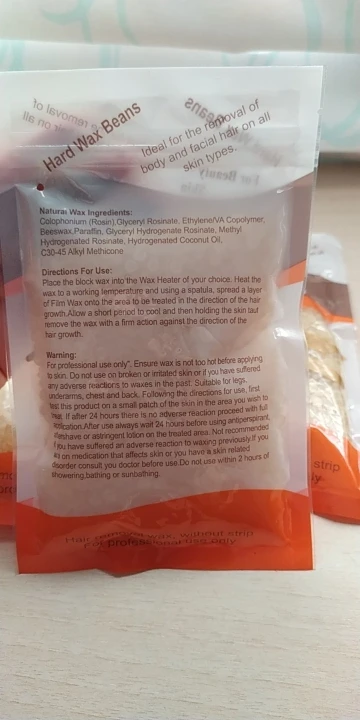 Hard Wax Beans
Ideal for the removal of
body and facial hair on all
skin types.
Natural Wax Ingredients:
Colophonium (Rosin),Glyceryl Rosinate, Ethylene/VA Copolymer,
Beeswax,Paraffin, Glyceryl Hydrogenate Rosinate, Methyl
Hydrogenated Rosinate, Hydrogenated Coconut Oil,
C30-45 Alkyl Methicone
Directions For Use:
Place the block wax into the Wax Heater of your choice. Heat the
wax to a working temperature and using a spatula, spread a layer
of Film Wax onto the area to be treated in the direction of the hair
growth.Allow a short period to cool and then holding the skin taut
remove the wax with a firm action against the direction of the
hair growth.
Warning:
For professional use only". Ensure wax is not too hot before applying
to skin. Do not use on broken or irritated skin or if you have suffered
any adverse reactions to waxes in the past. Suitable for legs,
underarms, chest and back. Following the directions for use, first
test this product on a small patch of the skin in the area you wish to
treat. If after 24 hours there is no adverse reaction proceed with full
After use always wait 24 hours before using antiperspirant,
or astringent lotion on the treated area. Not recommended
if you have suffered an adverse reaction to waxing previously.If you
on medication that affects skin or you have a skin related
disorder consult you doctor before use.Do not use within 2 hours of
showering,bathing or sunbathing.
Hair removal wax, without strip
For professional use only
strip